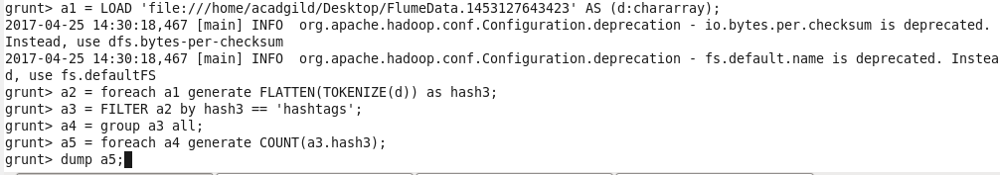 grunt> a1 = LOAD 'file:///home/acadgild/Desktop/FlumeData.1453127643423' AS (d:chararray);
2017-04-25 14:30:18,467 [main] INFO  org.apache.hadoop.conf.Configuration.deprecation - io.bytes.per.checksum is deprecated.
Instead, use dfs.bytes-per-checksum
2017-04-25 14:30:18,467 [main] INFO  org.apache.hadoop.conf.Configuration.deprecation - fs.default.name is deprecated. Instea
d, use fs.defaultFS
grunt> a2 = foreach a1 generate FLATTEN(TOKENIZE(d)) as hash3;
grunt> a3 = FILTER a2 by hash3 == 'hashtags';
grunt> a4 = group a3 all;
grunt> a5 = foreach a4 generate COUNT(a3.hash3);
grunt> dump a5;